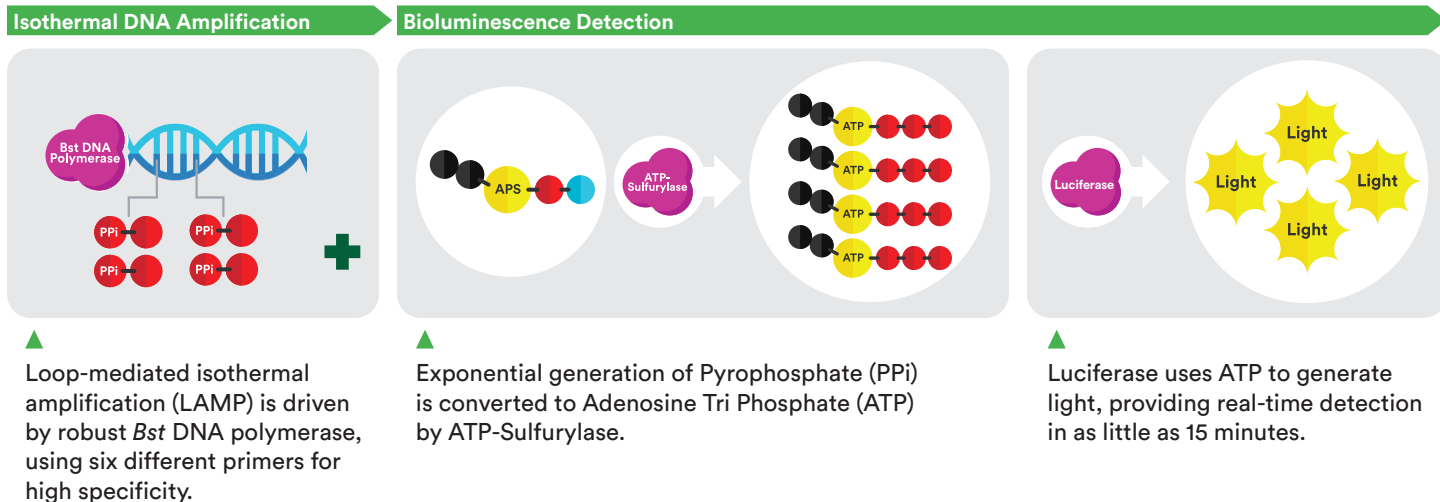 Isothermal DNA Amplification
Bioluminescence Detection
Bst DNA
Polymerase
PPi
PPi
PPi
PPi
APS
ATP-
Sulfurylase
ATP
ATP
ATP
ATP
Luciferase
Light
Light
Light
Light
Loop-mediated isothermal
amplification (LAMP) is driven
by robust Bst DNA polymerase,
using six different primers for
high specificity.
Exponential generation of Pyrophosphate (PPi)
is converted to Adenosine Tri Phosphate (ATP)
by ATP-Sulfurylase.
Luciferase uses ATP to generate
light, providing real-time detection
in as little as 15 minutes.